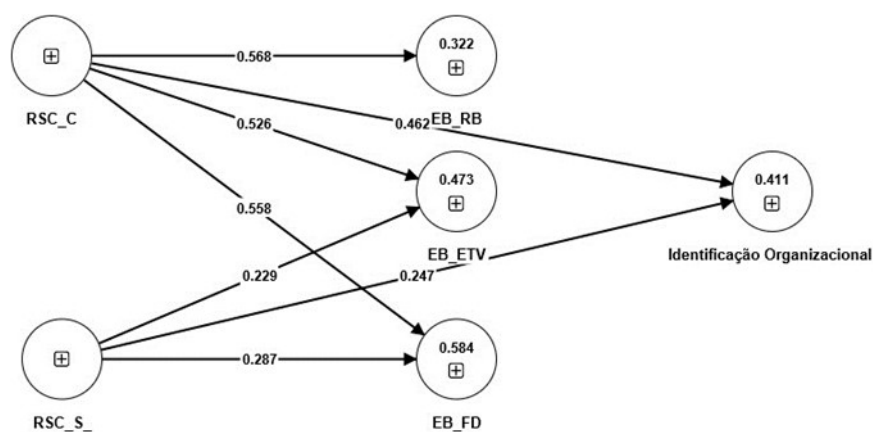 0.322
0.568
RSC_C
EB_RB
0.526
0.462
0.473
0.411
0.558
EB_ETV
Identificação Organizacional
0.229
0.247
0.584
0.287
RSC_S_
EB_FD